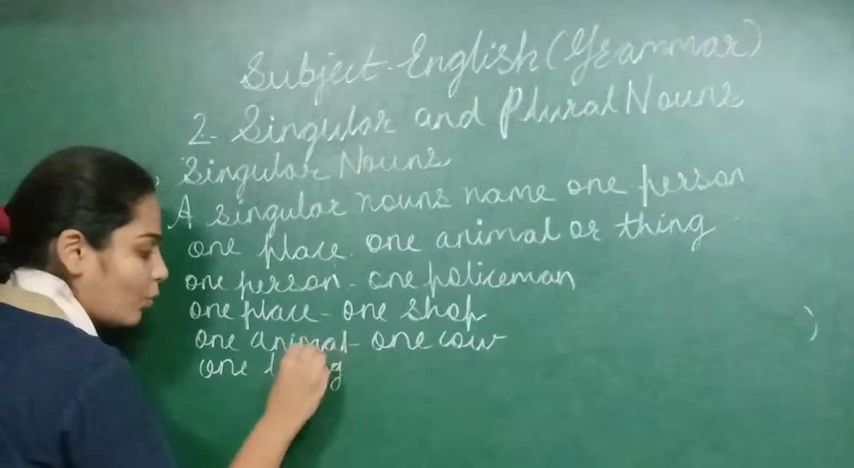 Subject-English (Grammar)
2- Singular and Plural Nouns
Singular Nouns
A singular nouns name one person
one place. one animal or thing
one person - one policeman
one place - one shop
one animal - one cow
one